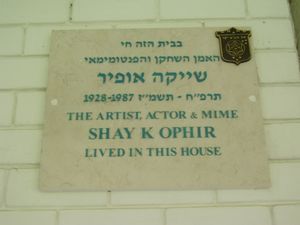 בבית הזה חי
האמן השחקן והפנטומימאי
שייקה אופיר
תרפ"ח - תשמ"ז 1928-1987
THE ARTIST, ACTOR & MIME
SHAY K OPHIR
LIVED IN THIS HOUSE